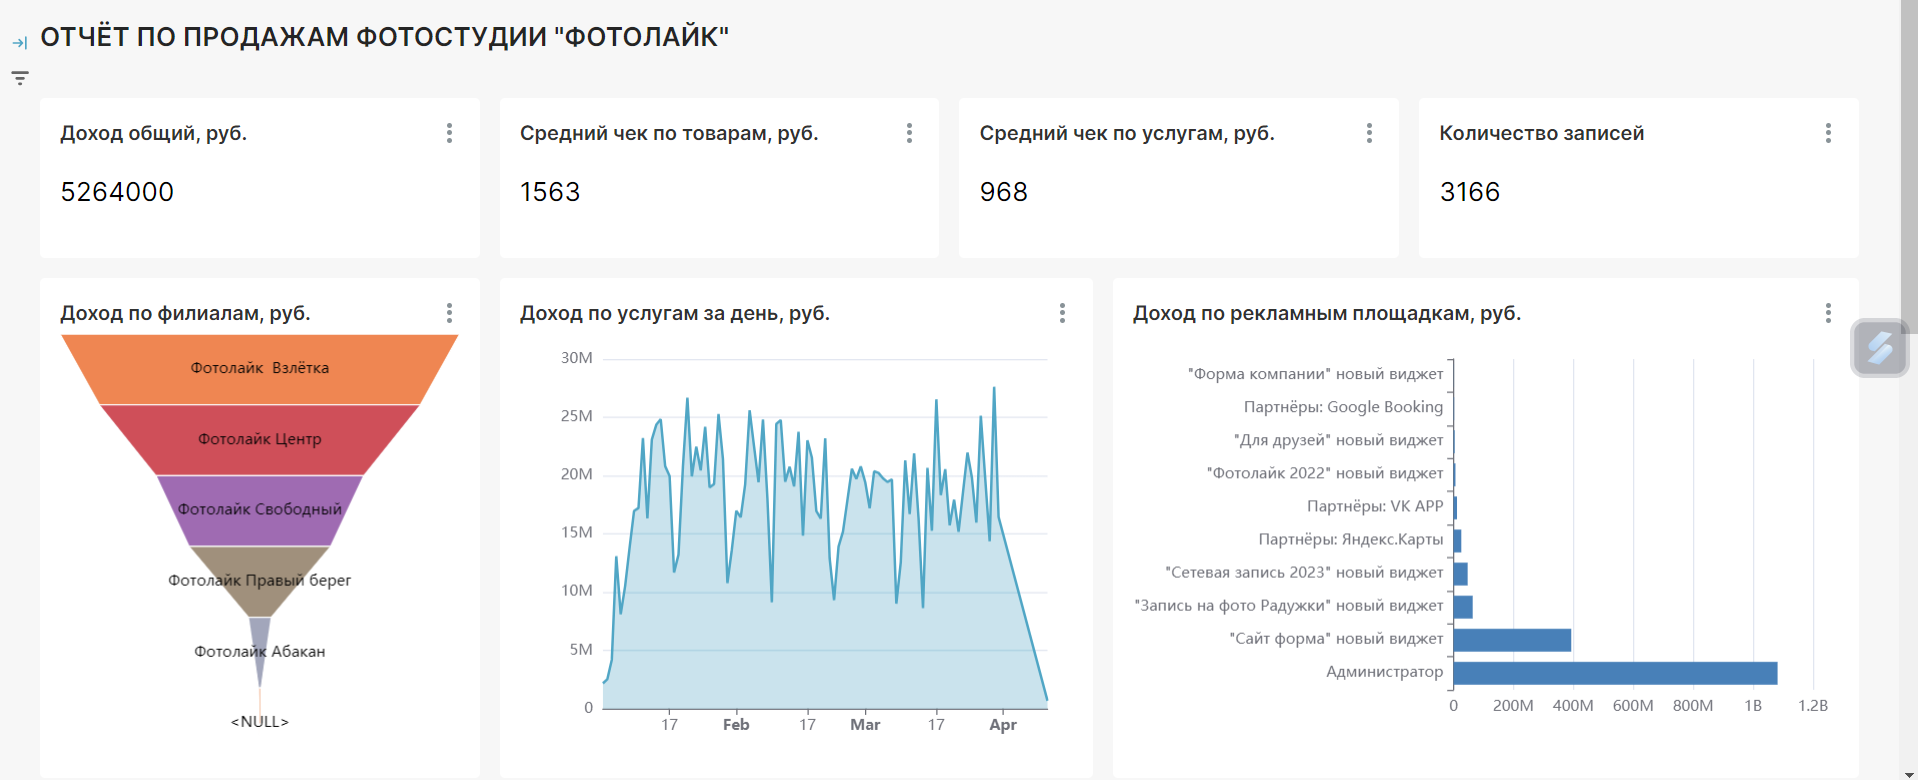 ОТЧЁТ ПО ПРОДАЖАМ ФОТОСТУДИИ "ФОТОЛАЙК"
Доход общий, руб.
5264000
Средний чек по товарам, руб.
1563
Средний чек по услугам, руб.
968
Количество записей
3166
Доход по филиалам, руб.
Фотолайк Взлётка
Фотолайк Центр
Фотолайк Свободный
Фотолайк Правый берег
Фотолайк Абакан
<NULL>
Доход по услугам за день, руб.
30M
25M
20M
15M
10M
5M
0
17 Feb 17 Mar 17 Apr
Доход по рекламным площадкам, руб.
"Форма компании" новый виджет
Партнёры: Google Booking
"Для друзей" новый виджет
"Фотолайк 2022" новый виджет
Партнёры: VK APP
Партнёры: Яндекс.Карты
"Сетевая запись 2023" новый виджет
"Запись на фото Радужки" новый виджет
"Сайт форма" новый виджет
Администратор
0 200M 400M 600M 800M 1B 1.2B